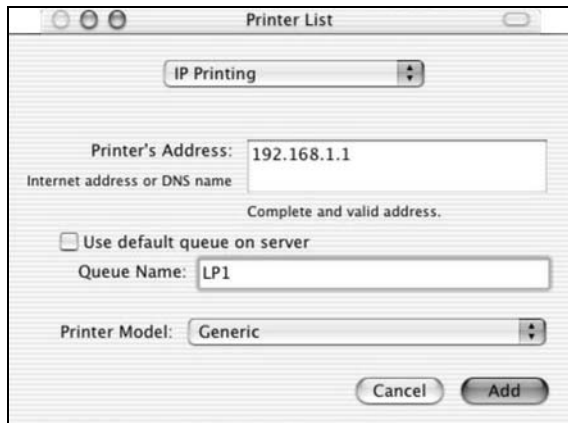 Printer List
IP Printing
Printer's Address: 192.168.1.1
Internet address or DNS name
Complete and valid address.
Use default queue on server
Queue Name: LP1
Printer Model: Generic
Cancel Add